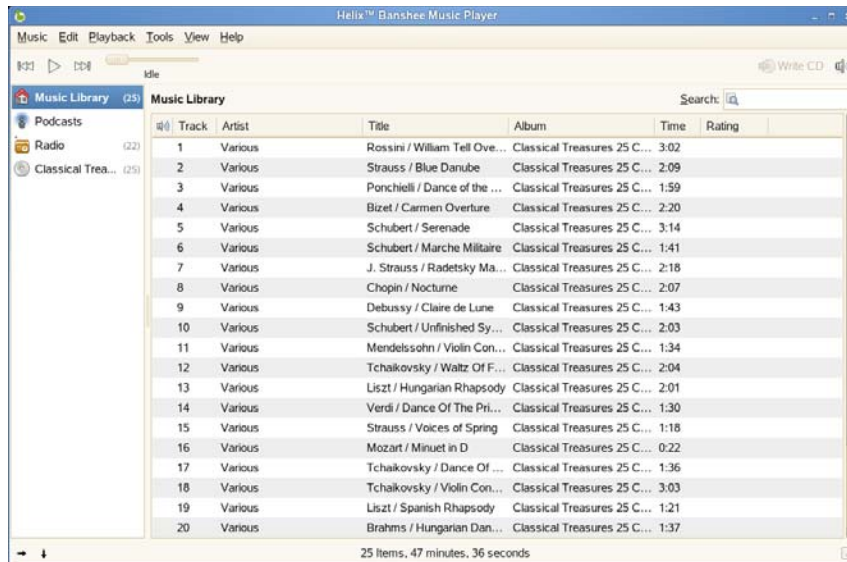 Helix™ Banshee Music Player
Music Edit Playback Tools View Help
Idle
Write CD
Music Library (25)
Podcasts
Radio (22)
Classical Trea... (25)
Music Library
Search:
Track Artist Title Album Time Rating
1 Various Rossini / William Tell Ove... Classical Treasures 25 C... 3:02
2 Various Strauss / Blue Danube Classical Treasures 25 C... 2:09
3 Various Ponchielli / Dance of the ... Classical Treasures 25 C... 1:59
4 Various Bizet / Carmen Overture Classical Treasures 25 C... 2:20
5 Various Schubert / Serenade Classical Treasures 25 C... 3:14
6 Various Schubert / Marche Militaire Classical Treasures 25 C... 1:41
7 Various J. Strauss / Radetsky Ma... Classical Treasures 25 C... 2:18
8 Various Chopin / Nocturne Classical Treasures 25 C... 2:07
9 Various Debussy / Claire de Lune Classical Treasures 25 C... 1:43
10 Various Schubert / Unfinished Sy... Classical Treasures 25 C... 2:03
11 Various Mendelssohn / Violin Con... Classical Treasures 25 C... 1:34
12 Various Tchaikovsky / Waltz Of F... Classical Treasures 25 C... 2:04
13 Various Liszt / Hungarian Rhapsody Classical Treasures 25 C... 2:01
14 Various Verdi / Dance Of The Pri... Classical Treasures 25 C... 1:30
15 Various Strauss / Voices of Spring Classical Treasures 25 C... 1:18
16 Various Mozart / Minuet in D Classical Treasures 25 C... 0:22
17 Various Tchaikovsky / Dance Of ... Classical Treasures 25 C... 1:36
18 Various Tchaikovsky / Violin Con... Classical Treasures 25 C... 3:03
19 Various Liszt / Spanish Rhapsody Classical Treasures 25 C... 1:21
20 Various Brahms / Hungarian Dan... Classical Treasures 25 C... 1:37
25 Items, 47 minutes, 36 seconds